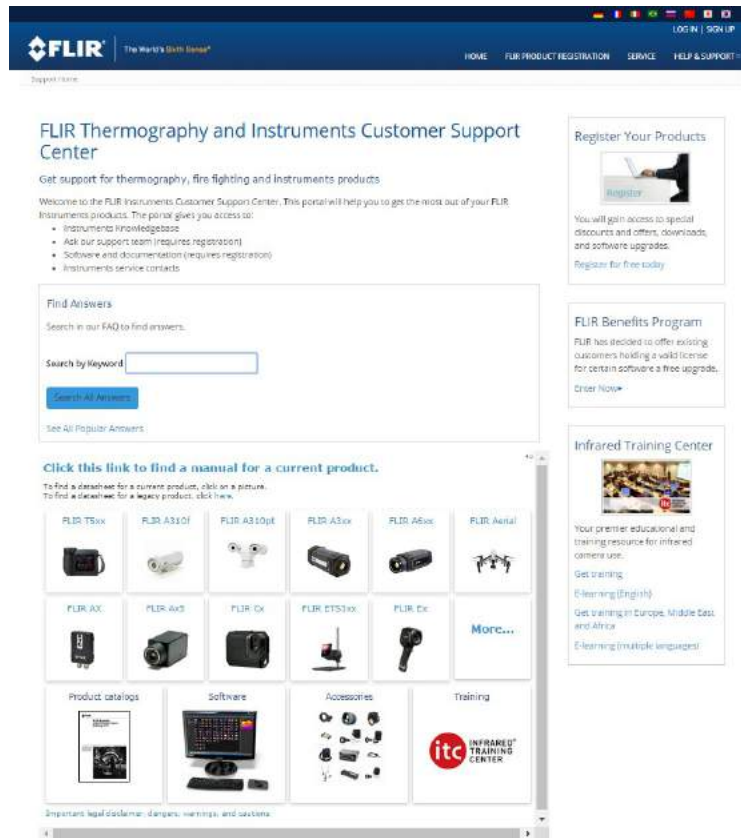 LOG IN | SIGN UP
FLIR®
The World's Sixth Sense®
HOME FLIR PRODUCT REGISTRATION SERVICE HELP & SUPPORT
Support Home
FLIR Thermography and Instruments Customer Support
Center
Get support for thermography, fire fighting and instruments products
Welcome to the FLIR Instruments Customer Support Center. This portal will help you to get the most out of your FLIR
Instruments products. The portal gives you access to:
• Instruments Knowledgebase
• Ask our support team (requires registration)
• Software and documentation (requires registration)
• Instruments service contacts
Find Answers
Search in our FAQ to find answers.
Search by Keyword
Search All Answers
See All Popular Answers
Click this link to find a manual for a current product.
To find a datasheet for a current product, click on a picture.
To find a datasheet for a legacy product, click here.
FLIR T5xx FLIR A310f FLIR A310pt FLIR A3xx FLIR A6xx FLIR Aerial
FLIR AX FLIR Ax5 FLIR Cx FLIR ETS3xx FLIR Ex
More...
Product catalogs Software Accessories Training
itc INFRARED
TRAINING
CENTER
Important legal disclaimer, dangers, warnings, and cautions
Register Your Products
Register
You will gain access to special
discounts and offers, downloads,
and software upgrades.
Register for free today
FLIR Benefits Program
FLIR has decided to offer existing
customers holding a valid license
for certain software a free upgrade.
Enter Now
Infrared Training Center
itc
Your premier educational and
training resource for infrared
camera use.
Get training
E-learning (English)
Get training in Europe, Middle East
and Africa
E-learning (multiple languages)